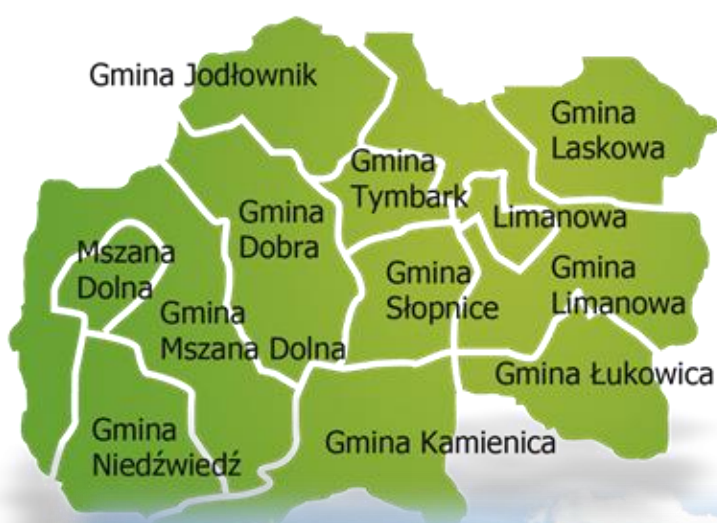 Gmina Jodłownik
Gmina
Laskowa
Gmina
Tymbark
Limanowa
Gmina
Dobra
Mszana
Dolna
Gmina
Słopnice
Gmina
Limanowa
Gmina
Mszana Dolna
Gmina Łukowica
Gmina
Niedźwiedź
Gmina Kamienica